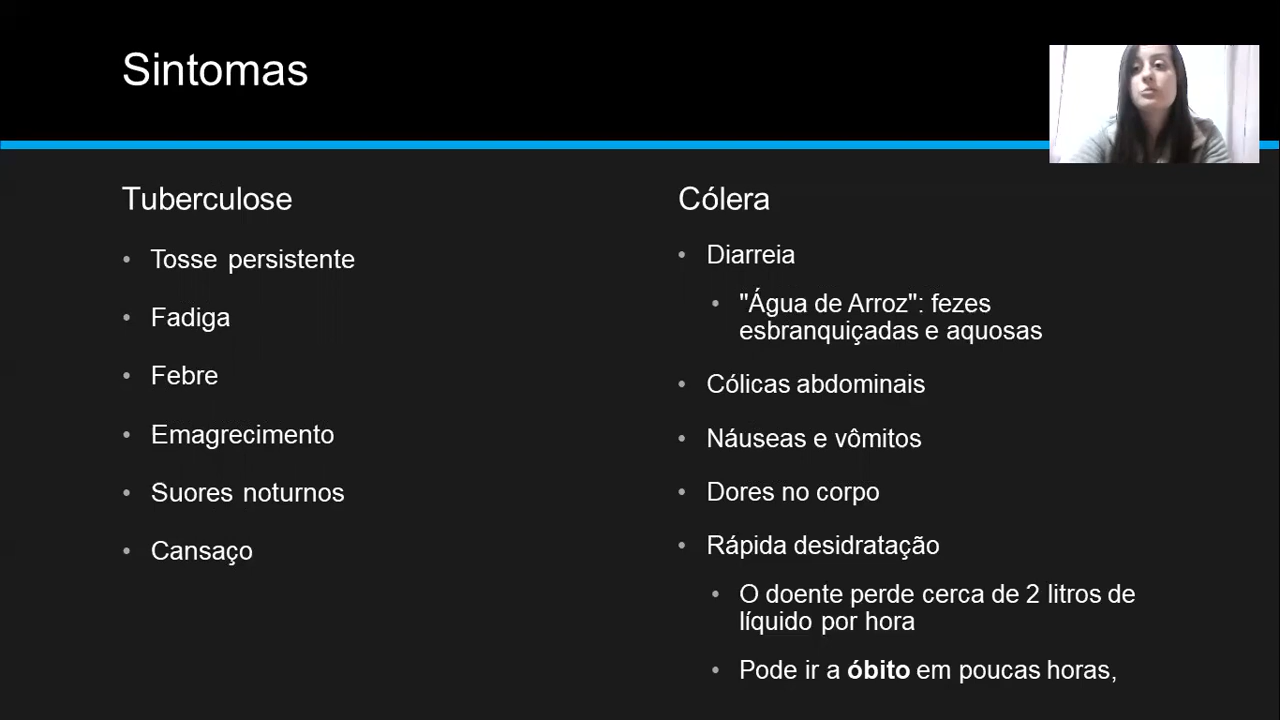 Sintomas
Tuberculose
• Tosse persistente
• Fadiga
• Febre
• Emagrecimento
• Suores noturnos
• Cansaço
Cólera
• Diarreia
• "Água de Arroz": fezes
esbranquiçadas e aquosas
• Cólicas abdominais
• Náuseas e vômitos
• Dores no corpo
• Rápida desidratação
• O doente perde cerca de 2 litros de
líquido por hora
• Pode ir a óbito em poucas horas,